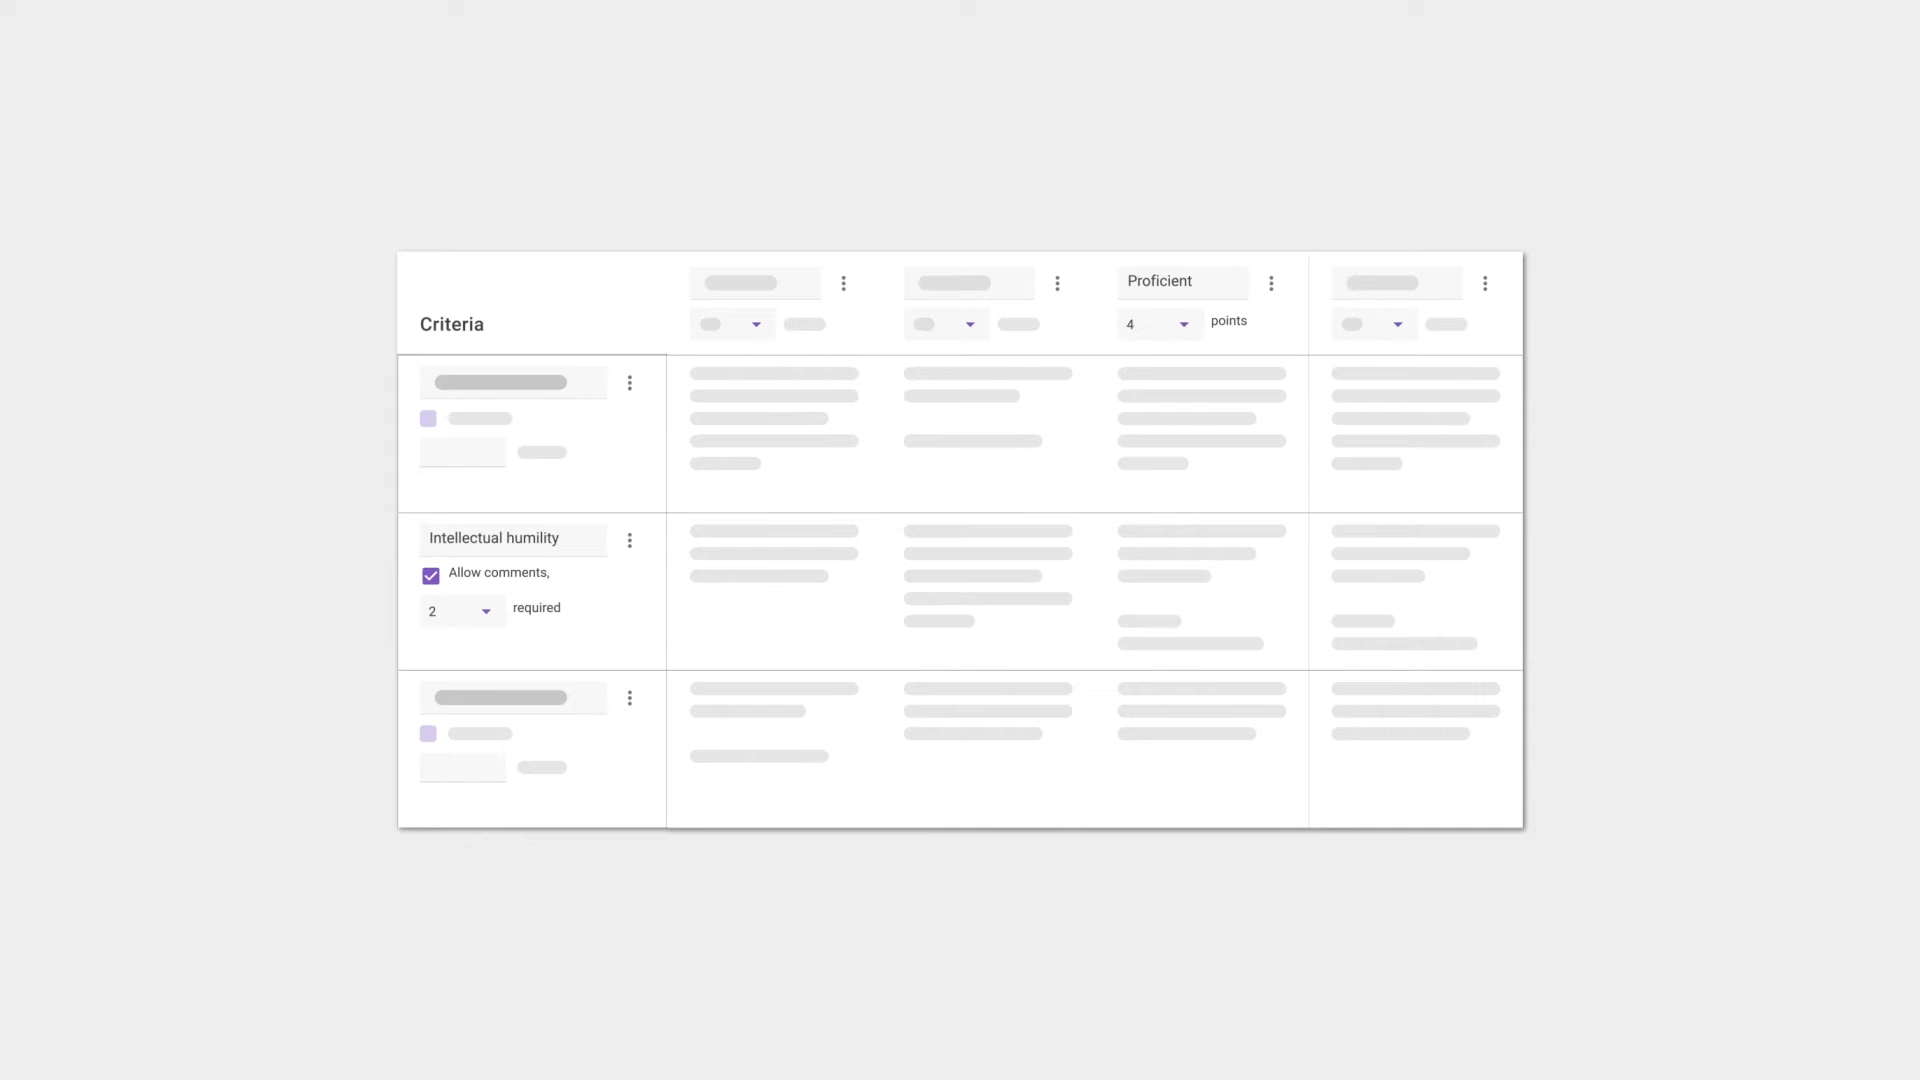 Proficient
Criteria
4 points
Intellectual humility
Allow comments,
2 required